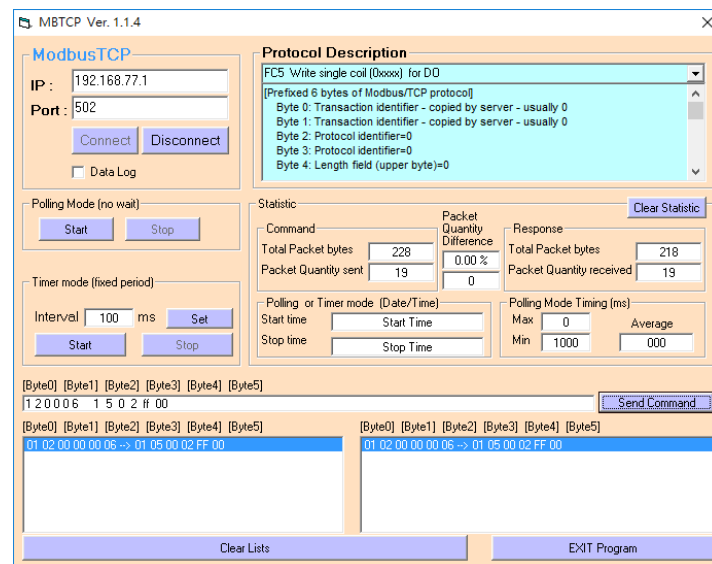 MBTCP Ver. 1.1.4
ModbusTCP
IP : 192.168.77.1
Port : 502
Connect Disconnect
Data Log
Protocol Description
FC5 Write single coil (0xxxx) for DO
[Prefixed 6 bytes of Modbus/TCP protocol]
Byte 0: Transaction identifier - copied by server - usually 0
Byte 1: Transaction identifier - copied by server - usually 0
Byte 2: Protocol identifier=0
Byte 3: Protocol identifier=0
Byte 4: Length field (upper byte)=0
Polling Mode (no wait)
Start Stop
Timer mode (fixed period)
Interval 100 ms Set
Start Stop
Statistic
Clear Statistic
Command
Total Packet bytes 228
Packet Quantity sent 19
Packet
Quantity
Difference
0.00 %
0
Response
Total Packet bytes 218
Packet Quantity received 19
Polling or Timer mode (Date/Time)
Start time Start Time
Stop time Stop Time
Polling Mode Timing (ms)
Max 0 Average
Min 1000 000
[Byte0] [Byte1] [Byte2] [Byte3] [Byte4] [Byte5]
1 2 0 0 0 6 1 5 0 2 ff 00 Send Command
[Byte0] [Byte1] [Byte2] [Byte3] [Byte4] [Byte5]
01 02 00 00 00 06 --> 01 05 00 02 FF 00
[Byte0] [Byte1] [Byte2] [Byte3] [Byte4] [Byte5]
01 02 00 00 00 06 --> 01 05 00 02 FF 00
Clear Lists EXIT Program